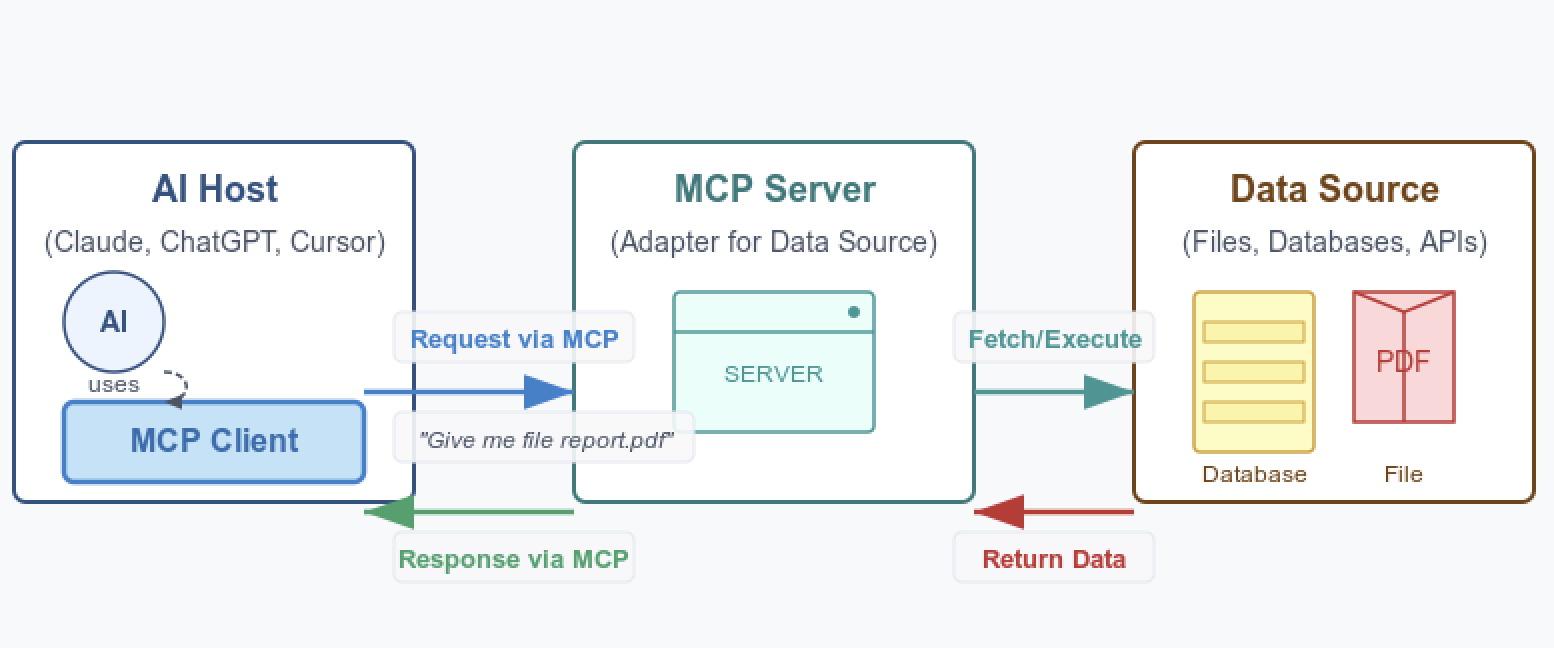 AI Host
(Claude, ChatGPT, Cursor)
AI
uses
MCP Client
Request via MCP
"Give me file report.pdf"
Response via MCP
MCP Server
(Adapter for Data Source)
SERVER
Fetch/Execute
Return Data
Data Source
(Files, Databases, APIs)
PDF
Database
File